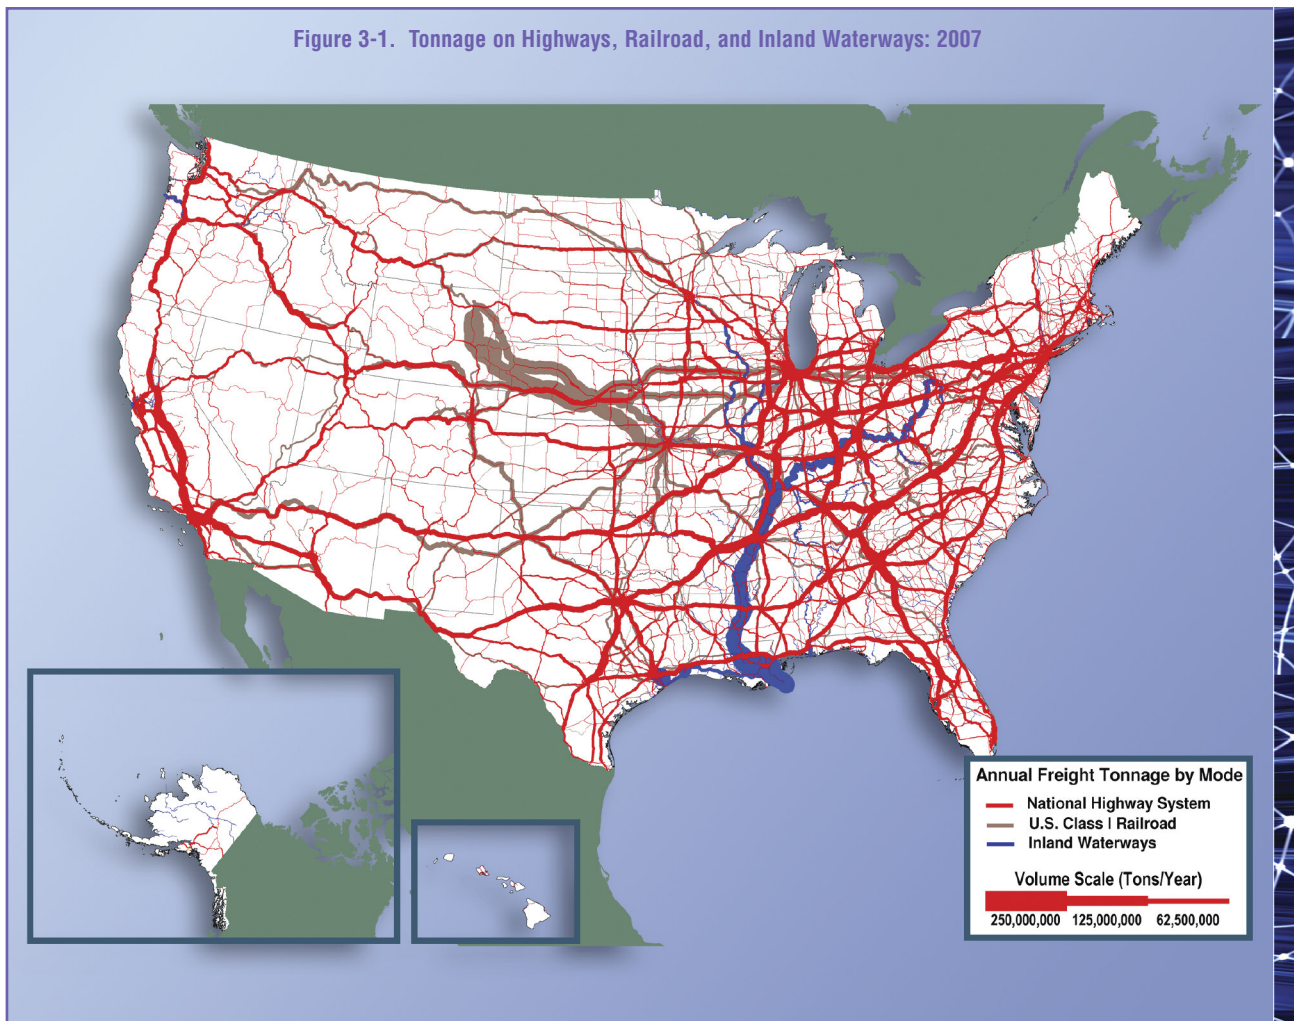 Figure 3-1. Tonnage on Highways, Railroad, and Inland Waterways: 2007
Annual Freight Tonnage by Mode
National Highway System
U.S. Class I Railroad
Inland Waterways
Volume Scale (Tons/Year)
250,000,000 125,000,000 62,500,000